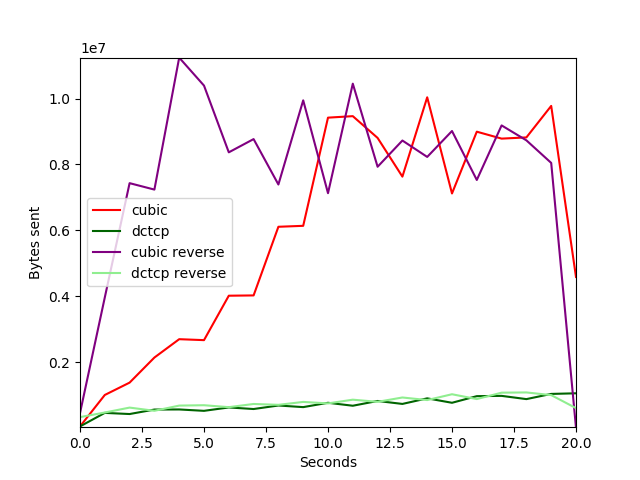 1e7
1.0
0.8
0.6
0.4
0.2
Bytes sent
cubic
dctcp
cubic reverse
dctcp reverse
0.0 2.5 5.0 7.5 10.0 12.5 15.0 17.5 20.0
Seconds